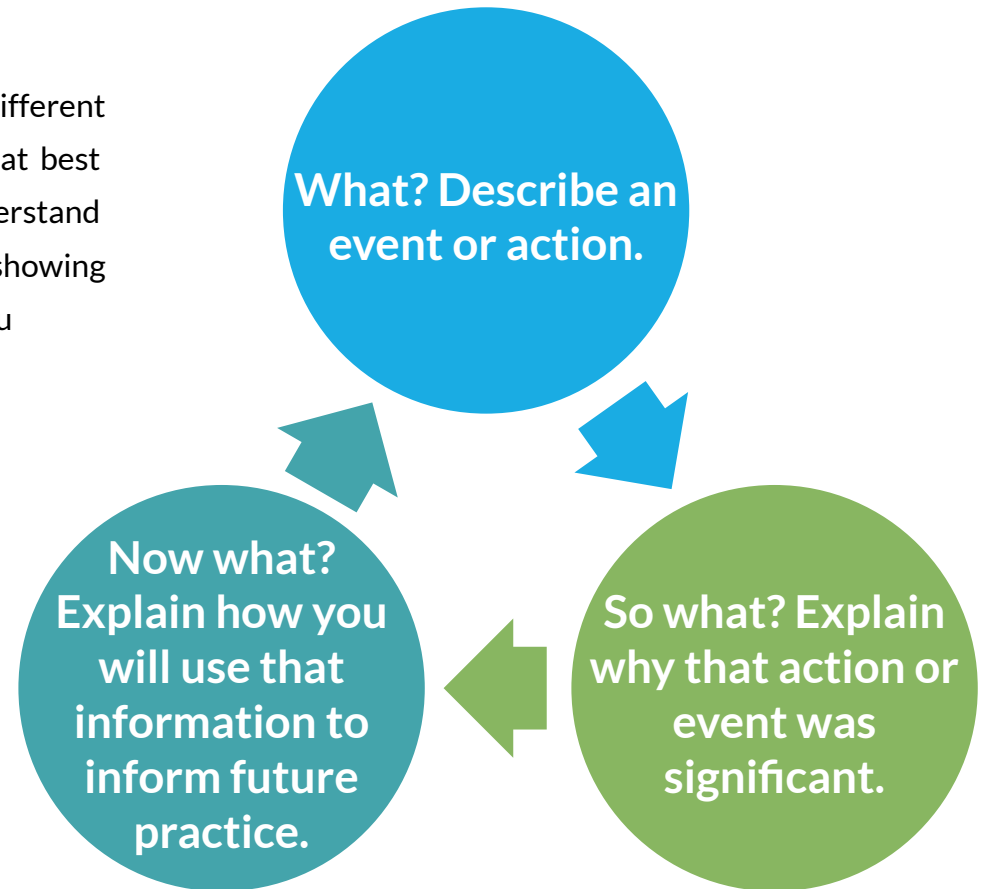 ifferent
at best
erstand
showing
u
What? Describe an
event or action.
So what? Explain
why that action or
event was
significant.
Now what?
Explain how you
will use that
information to
inform future
practice.